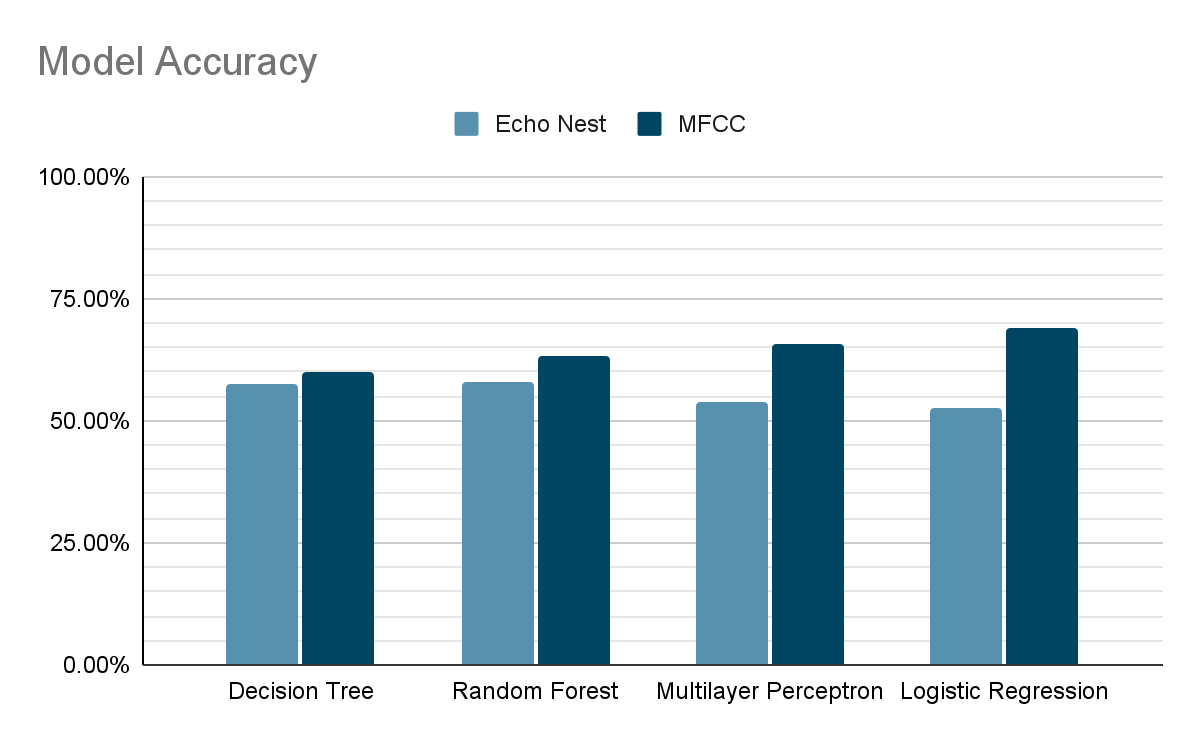 Model Accuracy
Echo Nest MFCC
100.00%
75.00%
50.00%
25.00%
0.00%
Decision Tree Random Forest Multilayer Perceptron Logistic Regression